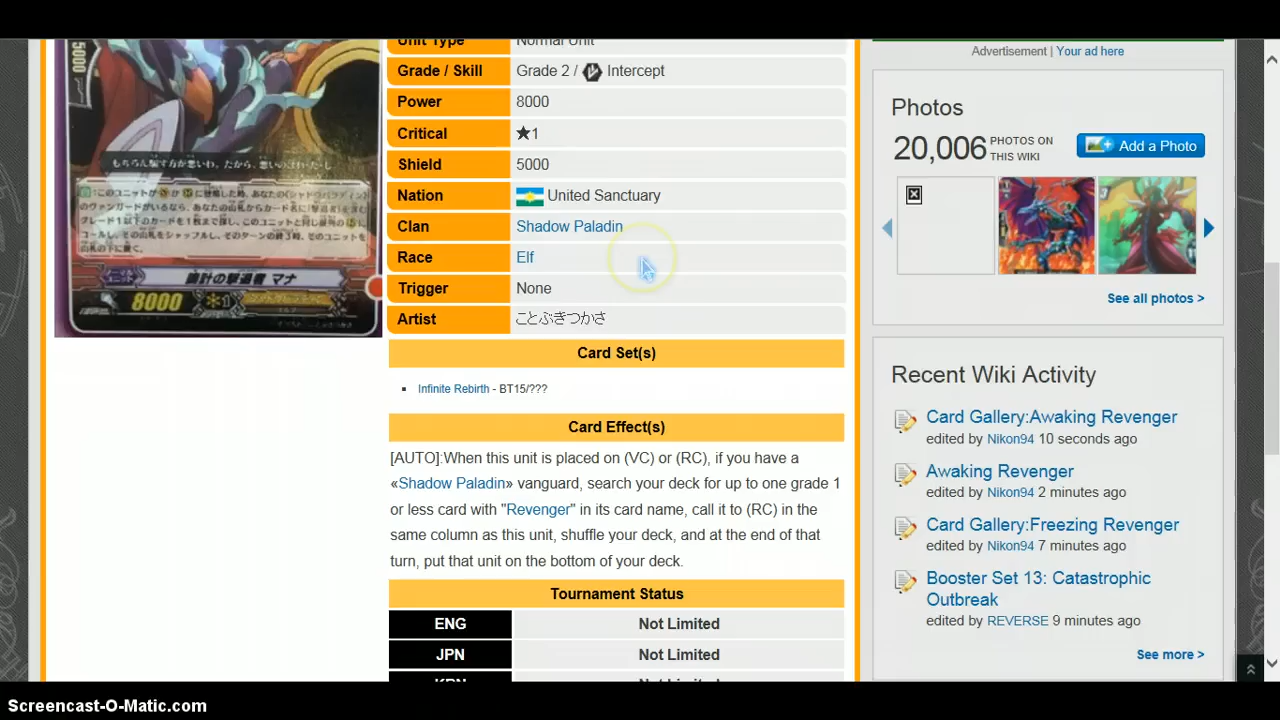 Unit Type Normal Unit
Grade / Skill Grade 2 / Intercept
Power 8000
Critical ★1
Shield 5000
Nation United Sanctuary
Clan Shadow Paladin
Race Elf
Trigger None
Artist ことぶきつかさ
Card Set(s)
Infinite Rebirth - BT15/???
Card Effect(s)
[AUTO]:When this unit is placed on (VC) or (RC), if you have a
«Shadow Paladin» vanguard, search your deck for up to one grade 1
or less card with "Revenger" in its card name, call it to (RC) in the
same column as this unit, shuffle your deck, and at the end of that
turn, put that unit on the bottom of your deck.
Tournament Status
ENG Not Limited
JPN Not Limited
5000
撃退者 マナ
8000 1
Advertisement | Your ad here
Photos
20,006 PHOTOS ON THIS WIKI
Add a Photo
See all photos >
Recent Wiki Activity
Card Gallery:Awaking Revenger
edited by Nikon94 10 seconds ago
Awaking Revenger
edited by Nikon94 2 minutes ago
Card Gallery:Freezing Revenger
edited by Nikon94 7 minutes ago
Booster Set 13: Catastrophic
Outbreak
edited by REVERSE 9 minutes ago
See more >
Screencast-O-Matic.com